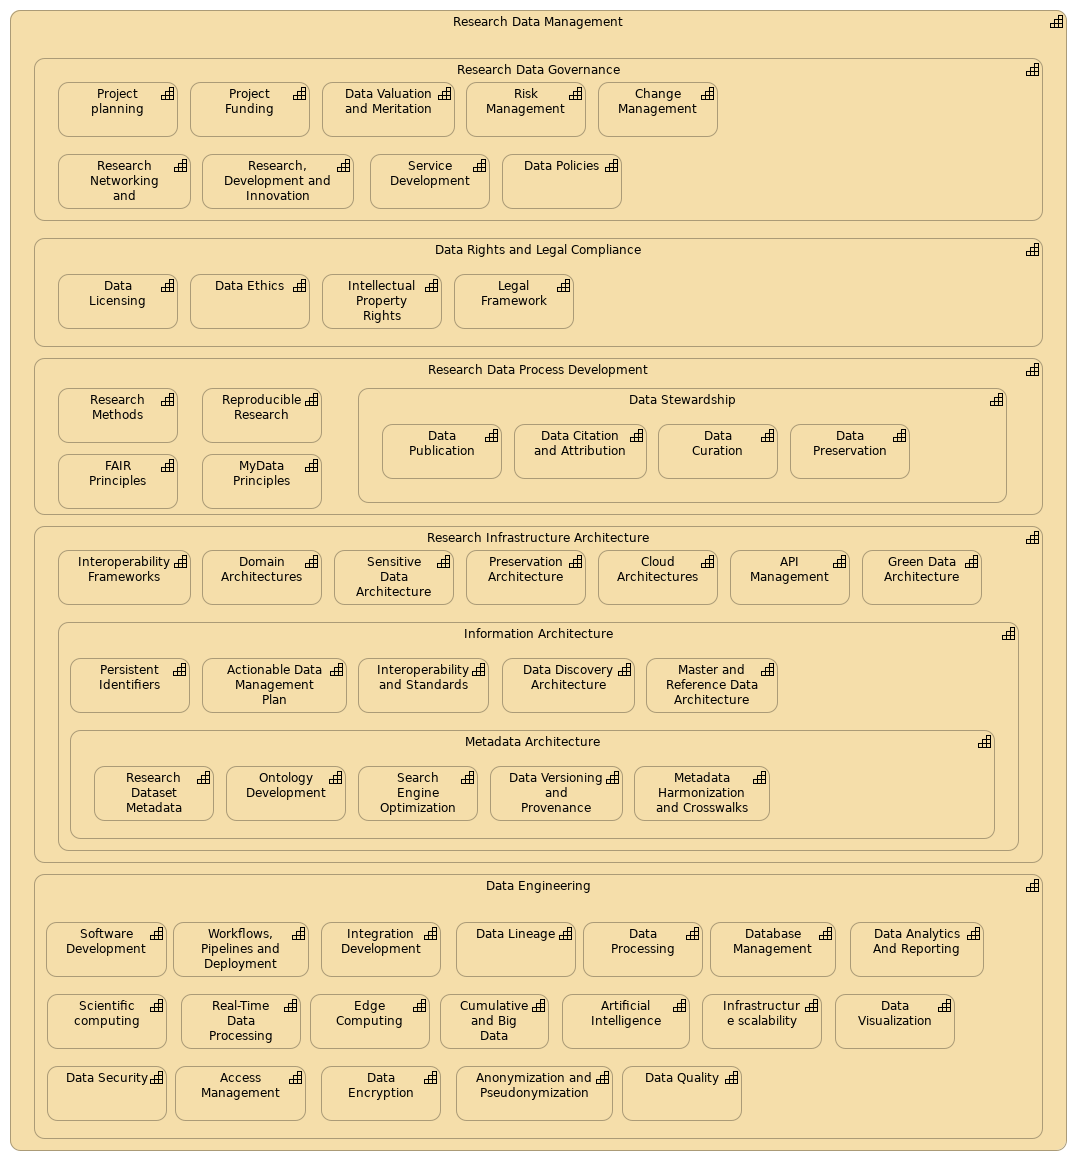 Research Data Management
Research Data Governance
Project
planning
Project
Funding
Data Valuation
and Meritation
Risk
Management
Change
Management
Research
Networking
and
Research,
Development and
Innovation
Service
Development
Data Policies
Data Rights and Legal Compliance
Data
Licensing
Data Ethics
Intellectual
Property
Rights
Legal
Framework
Research Data Process Development
Research
Methods
Reproducible
Research
FAIR
Principles
MyData
Principles
Data Stewardship
Data
Publication
Data Citation
and Attribution
Data
Curation
Data
Preservation
Research Infrastructure Architecture
Interoperability
Frameworks
Domain
Architectures
Sensitive
Data
Architecture
Preservation
Architecture
Cloud
Architectures
API
Management
Green Data
Architecture
Information Architecture
Persistent
Identifiers
Actionable Data
Management
Plan
Interoperability
and Standards
Data Discovery
Architecture
Master and
Reference Data
Architecture
Metadata Architecture
Research
Dataset
Metadata
Ontology
Development
Search
Engine
Optimization
Data Versioning
and
Provenance
Metadata
Harmonization
and Crosswalks
Data Engineering
Software
Development
Workflows,
Pipelines and
Deployment
Integration
Development
Data Lineage
Data
Processing
Database
Management
Data Analytics
And Reporting
Scientific
computing
Real-Time
Data
Processing
Edge
Computing
Cumulative
and Big
Data
Artificial
Intelligence
Infrastructur
e scalability
Data
Visualization
Data Security
Access
Management
Data
Encryption
Anonymization and
Pseudonymization
Data Quality